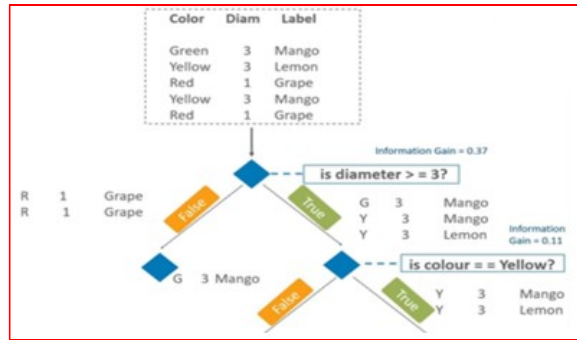 Color Diam Label
Green 3 Mango
Yellow 3 Lemon
Red 1 Grape
Yellow 3 Mango
Red 1 Grape
Information Gain = 0.37
is diameter > = 3?
R 1 Grape
R 1 Grape
False
True
G 3 Mango
Y 3 Mango
Y 3 Lemon
Information
Gain = 0.11
is colour = = Yellow?
G 3 Mango
False
True
Y 3 Mango
Y 3 Lemon